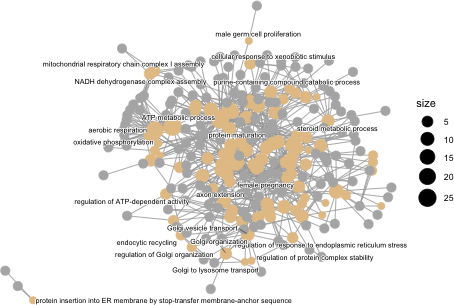 male germ cell proliferation
cellular response to xenobiotic stimulus
mitochondrial respiratory chain complex I assembly
NADH dehydrogenase complex assembly
purine-containing compound catabolic process
size
5
10
15
20
25
ATP metabolic process
aerobic respiration
steroid metabolic process
protein maturation
oxidative phosphorylation
female pregnancy
axon extension
regulation of ATP-dependent activity
Golgi vesicle transport
endocytic recycling
Golgi organization
regulation of response to endoplasmic reticulum stress
regulation of Golgi organization
regulation of protein complex stability
Golgi to lysosome transport
protein insertion into ER membrane by stop-transfer membrane-anchor sequence